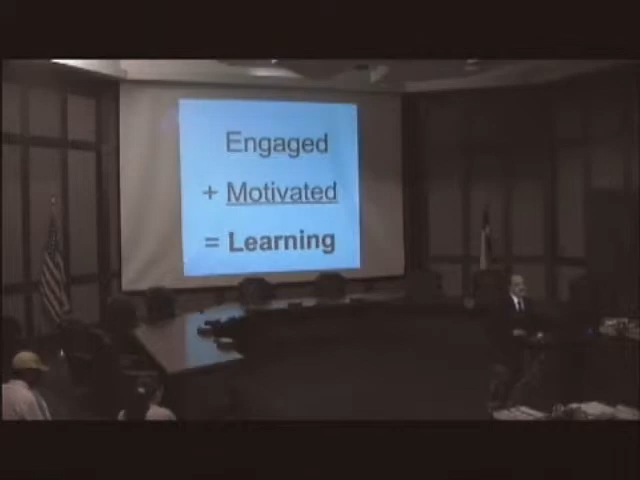 Engaged
+ Motivated
= Learning